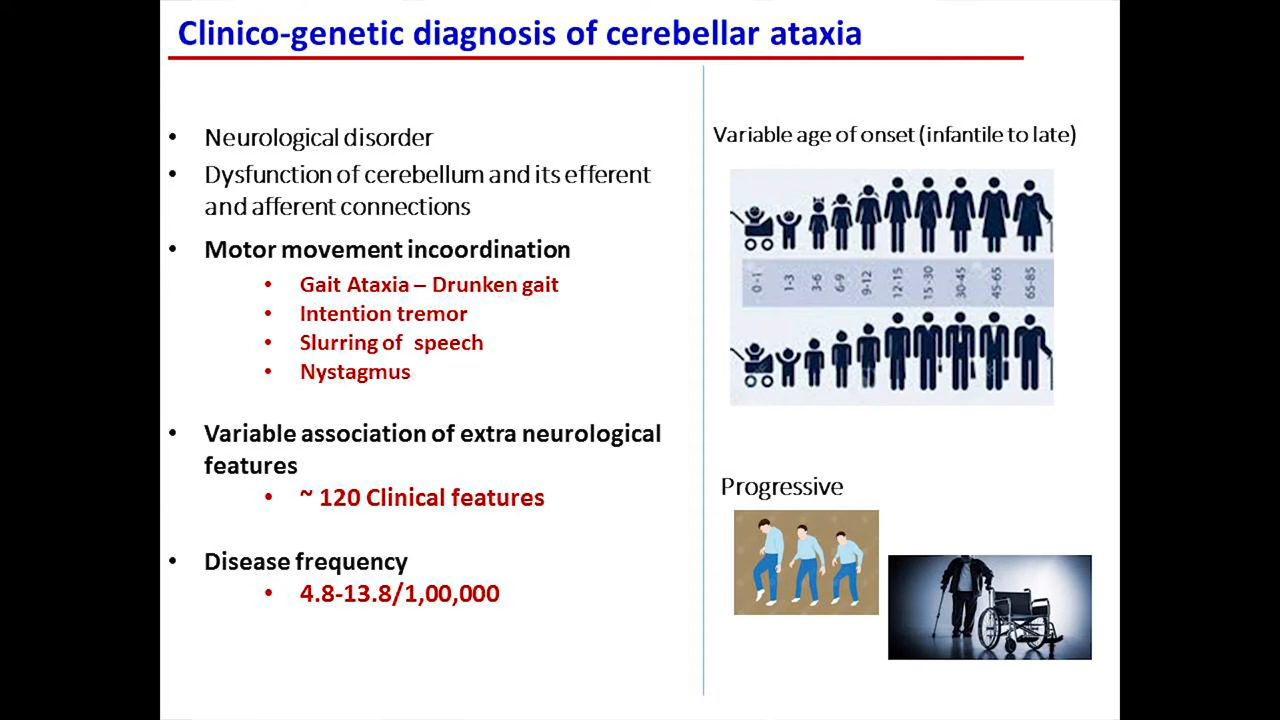 Clinico-genetic diagnosis of cerebellar ataxia
• Neurological disorder
• Dysfunction of cerebellum and its efferent
and afferent connections
• Motor movement incoordination
• Gait Ataxia – Drunken gait
• Intention tremor
• Slurring of speech
• Nystagmus
• Variable association of extra neurological
features
• ~ 120 Clinical features
• Disease frequency
• 4.8-13.8/1,00,000
Variable age of onset (infantile to late)
0-1 1-3 3-6 6-9 9-12 12-15 15-30 30-45 45-65 65-85
Progressive